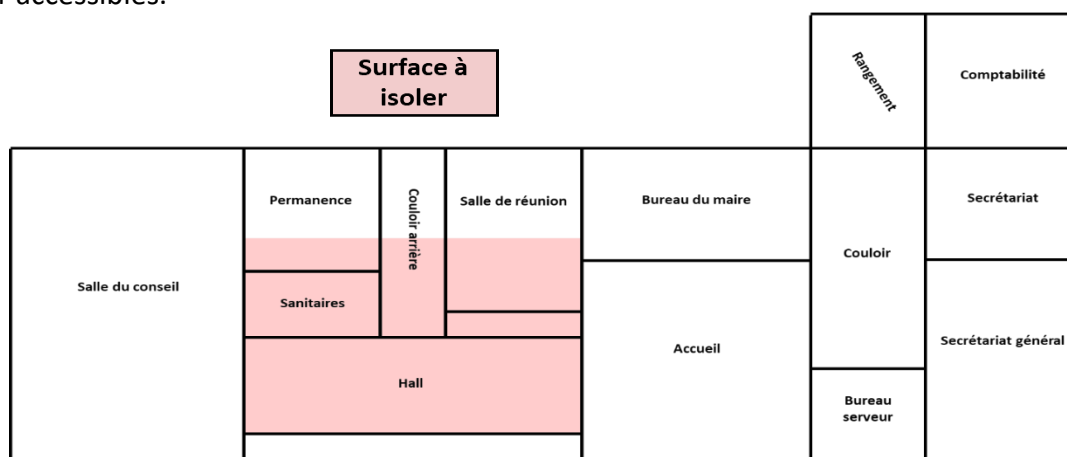 accessibles.
Surface à
isoler
Rangement
Comptabilité
Permanence
Couloir arrière
Salle de réunion
Bureau du maire
Secrétariat
Couloir
Salle du conseil
Sanitaires
Accueil
Secrétariat général
Hall
Bureau
serveur